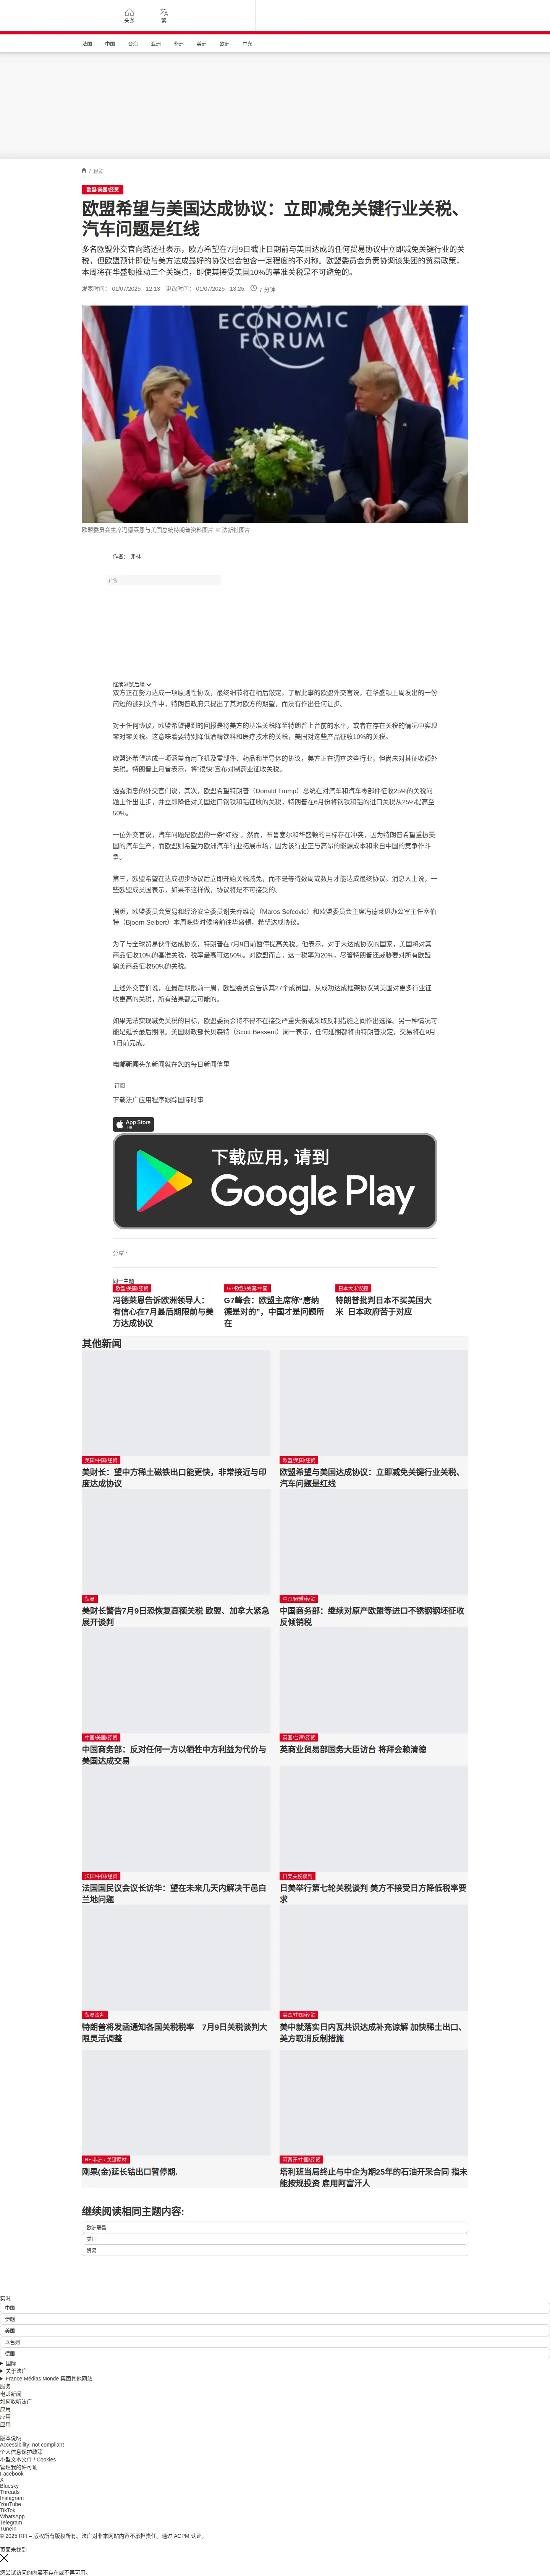 头条
繁
法国
中国
台海
亚洲
非洲
美洲
欧洲
中东
/ 经贸
欧盟/美国/经贸
欧盟希望与美国达成协议：立即减免关键行业关税、
汽车问题是红线
多名欧盟外交官向路透社表示，欧方希望在7月9日截止日期前与美国达成的任何贸易协议中立即减免关键行业的关
税，但欧盟预计即使与美方达成最好的协议也会包含一定程度的不对称。欧盟委员会负责协调该集团的贸易政策，
本周将在华盛顿推动三个关键点，即使其接受美国10%的基准关税是不可避免的。
发表时间： 01/07/2025 - 12:13 更改时间： 01/07/2025 - 13:25 7 分钟
WORLD
ECONOMIC
FORUM
欧盟委员会主席冯德莱恩与美国总统特朗普资料图片 © 法新社图片
作者： 弗林
广告
继续浏览后续
双方正在努力达成一项原则性协议，最终细节将在稍后敲定。了解此事的欧盟外交官说，在华盛顿上周发出的一份
简短的谈判文件中，特朗普政府只提出了其对欧方的期望，而没有作出任何让步。
对于任何协议，欧盟希望得到的回报是将美方的基准关税降至特朗普上台前的水平，或者在存在关税的情况中实现
零对零关税。这意味着要特别降低酒精饮料和医疗技术的关税，美国对这些产品征收10%的关税。
欧盟还希望达成一项涵盖商用飞机及零部件、药品和半导体的协议，美方正在调查这些行业，但尚未对其征收额外
关税。特朗普上月曾表示，将“很快”宣布对制药业征收关税。
透露消息的外交官们说，其次，欧盟希望特朗普（Donald Trump）总统在对汽车和汽车零部件征收25%的关税问
题上作出让步，并立即降低对美国进口钢铁和铝征收的关税，特朗普在6月份将钢铁和铝的进口关税从25%提高至
50%。
一位外交官说，汽车问题是欧盟的一条“红线”。然而，布鲁塞尔和华盛顿的目标存在冲突，因为特朗普希望重振美
国的汽车生产，而欧盟则希望为欧洲汽车行业拓展市场，因为该行业正与高昂的能源成本和来自中国的竞争作斗
争。
第三，欧盟希望在达成初步协议后立即开始关税减免，而不是等待数周或数月才能达成最终协议。消息人士说，一
些欧盟成员国表示，如果不这样做，协议将是不可接受的。
据悉，欧盟委员会贸易和经济安全委员谢夫乔维奇（Maros Sefcovic）和欧盟委员会主席冯德莱恩办公室主任塞伯
特（Bjoern Seibert）本周晚些时候将前往华盛顿，希望达成协议。
为了与全球贸易伙伴达成协议，特朗普在7月9日前暂停提高关税。他表示，对于未达成协议的国家，美国将对其
商品征收10%的基准关税，税率最高可达50%。对欧盟而言，这一税率为20%，尽管特朗普还威胁要对所有欧盟
输美商品征收50%的关税。
上述外交官们说，在最后期限前一周，欧盟委员会告诉其27个成员国，从成功达成框架协议到美国对更多行业征
收更高的关税，所有结果都是可能的。
如果无法实现减免关税的目标，欧盟委员会将不得不在接受严重失衡或采取反制措施之间作出选择。另一种情况可
能是延长最后期限。美国财政部长贝森特（Scott Bessent）周一表示，任何延期都将由特朗普决定，交易将在9月
1日前完成。
电邮新闻头条新闻就在您的每日新闻信里
订阅
下载法广应用程序跟踪国际时事
App Store
下载
下载应用，请到
Google Play
分享 :
同一主题
欧盟/美国/经贸
冯德莱恩告诉欧洲领导人：
有信心在7月最后期限前与美
方达成协议
G7/欧盟/美国/中国
G7峰会：欧盟主席称“唐纳
德是对的”，中国才是问题所
在
日本大米议题
特朗普批判日本不买美国大
米 日本政府苦于对应
其他新闻
美国/中国/经贸
美财长：望中方稀土磁铁出口能更快，非常接近与印
度达成协议
欧盟/美国/经贸
欧盟希望与美国达成协议：立即减免关键行业关税、
汽车问题是红线
贸易
美财长警告7月9日恐恢复高额关税 欧盟、加拿大紧急
展开谈判
中国/欧盟/经贸
中国商务部：继续对原产欧盟等进口不锈钢钢坯征收
反倾销税
中国/美国/经贸
中国商务部：反对任何一方以牺牲中方利益为代价与
美国达成交易
英国/台湾/经贸
英商业贸易部国务大臣访台 将拜会赖清德
法国/中国/经贸
法国国民议会议长访华：望在未来几天内解决干邑白
兰地问题
日美关税谈判
日美举行第七轮关税谈判 美方不接受日方降低税率要
求
贸易谈判
特朗普将发函通知各国关税税率 7月9日关税谈判大
限灵活调整
美国/中国/经贸
美中就落实日内瓦共识达成补充谅解 加快稀土出口、
美方取消反制措施
RFI非洲 / 关键原材
刚果(金)延长钴出口暂停期.
阿富汗/中国/经贸
塔利班当局终止与中企为期25年的石油开采合同 指未
能按规投资 雇用阿富汗人
继续阅读相同主题内容:
欧洲联盟
美国
贸易
实时
中国
伊朗
美国
以色列
德国
国际
关于法广
France Médias Monde 集团其他网站
服务
电邮新闻
如何收听法广
应用
应用
应用
版本说明
Accessibility: not compliant
个人信息保护政策
小型文本文件 / Cookies
管理我的许可证
Facebook
X
Bluesky
Threads
Instagram
YouTube
TikTok
WhatsApp
Telegram
TuneIn
© 2025 RFI – 版权所有版权所有。法广对非本网站内容不承担责任。通过 ACPM 认证。
页面未找到
您尝试访问的内容不存在或不再可用。